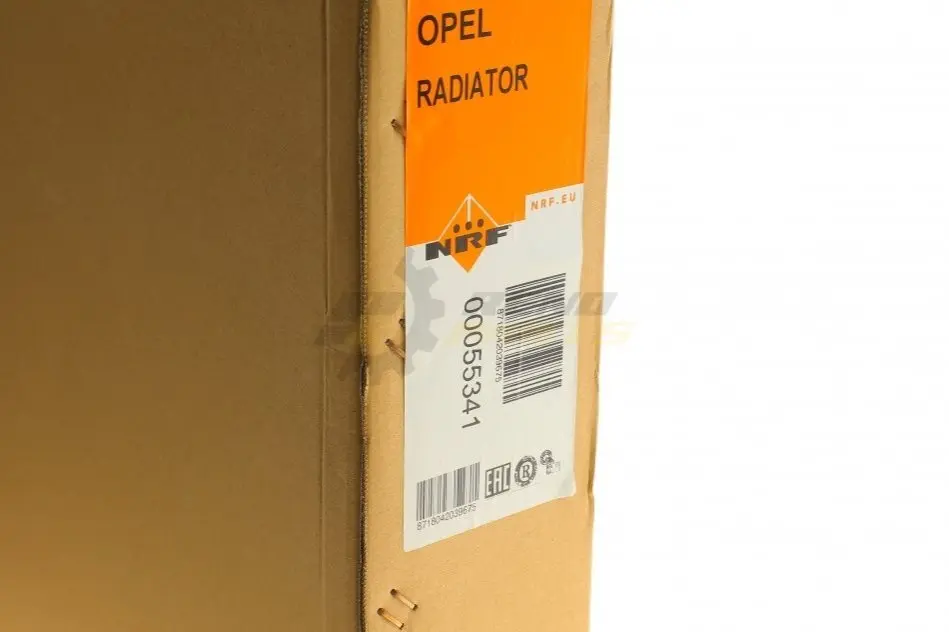 OPEL
RADIATOR
NRF.EU
NRF
00055341
8718042039675
8718042039675
EAC
R